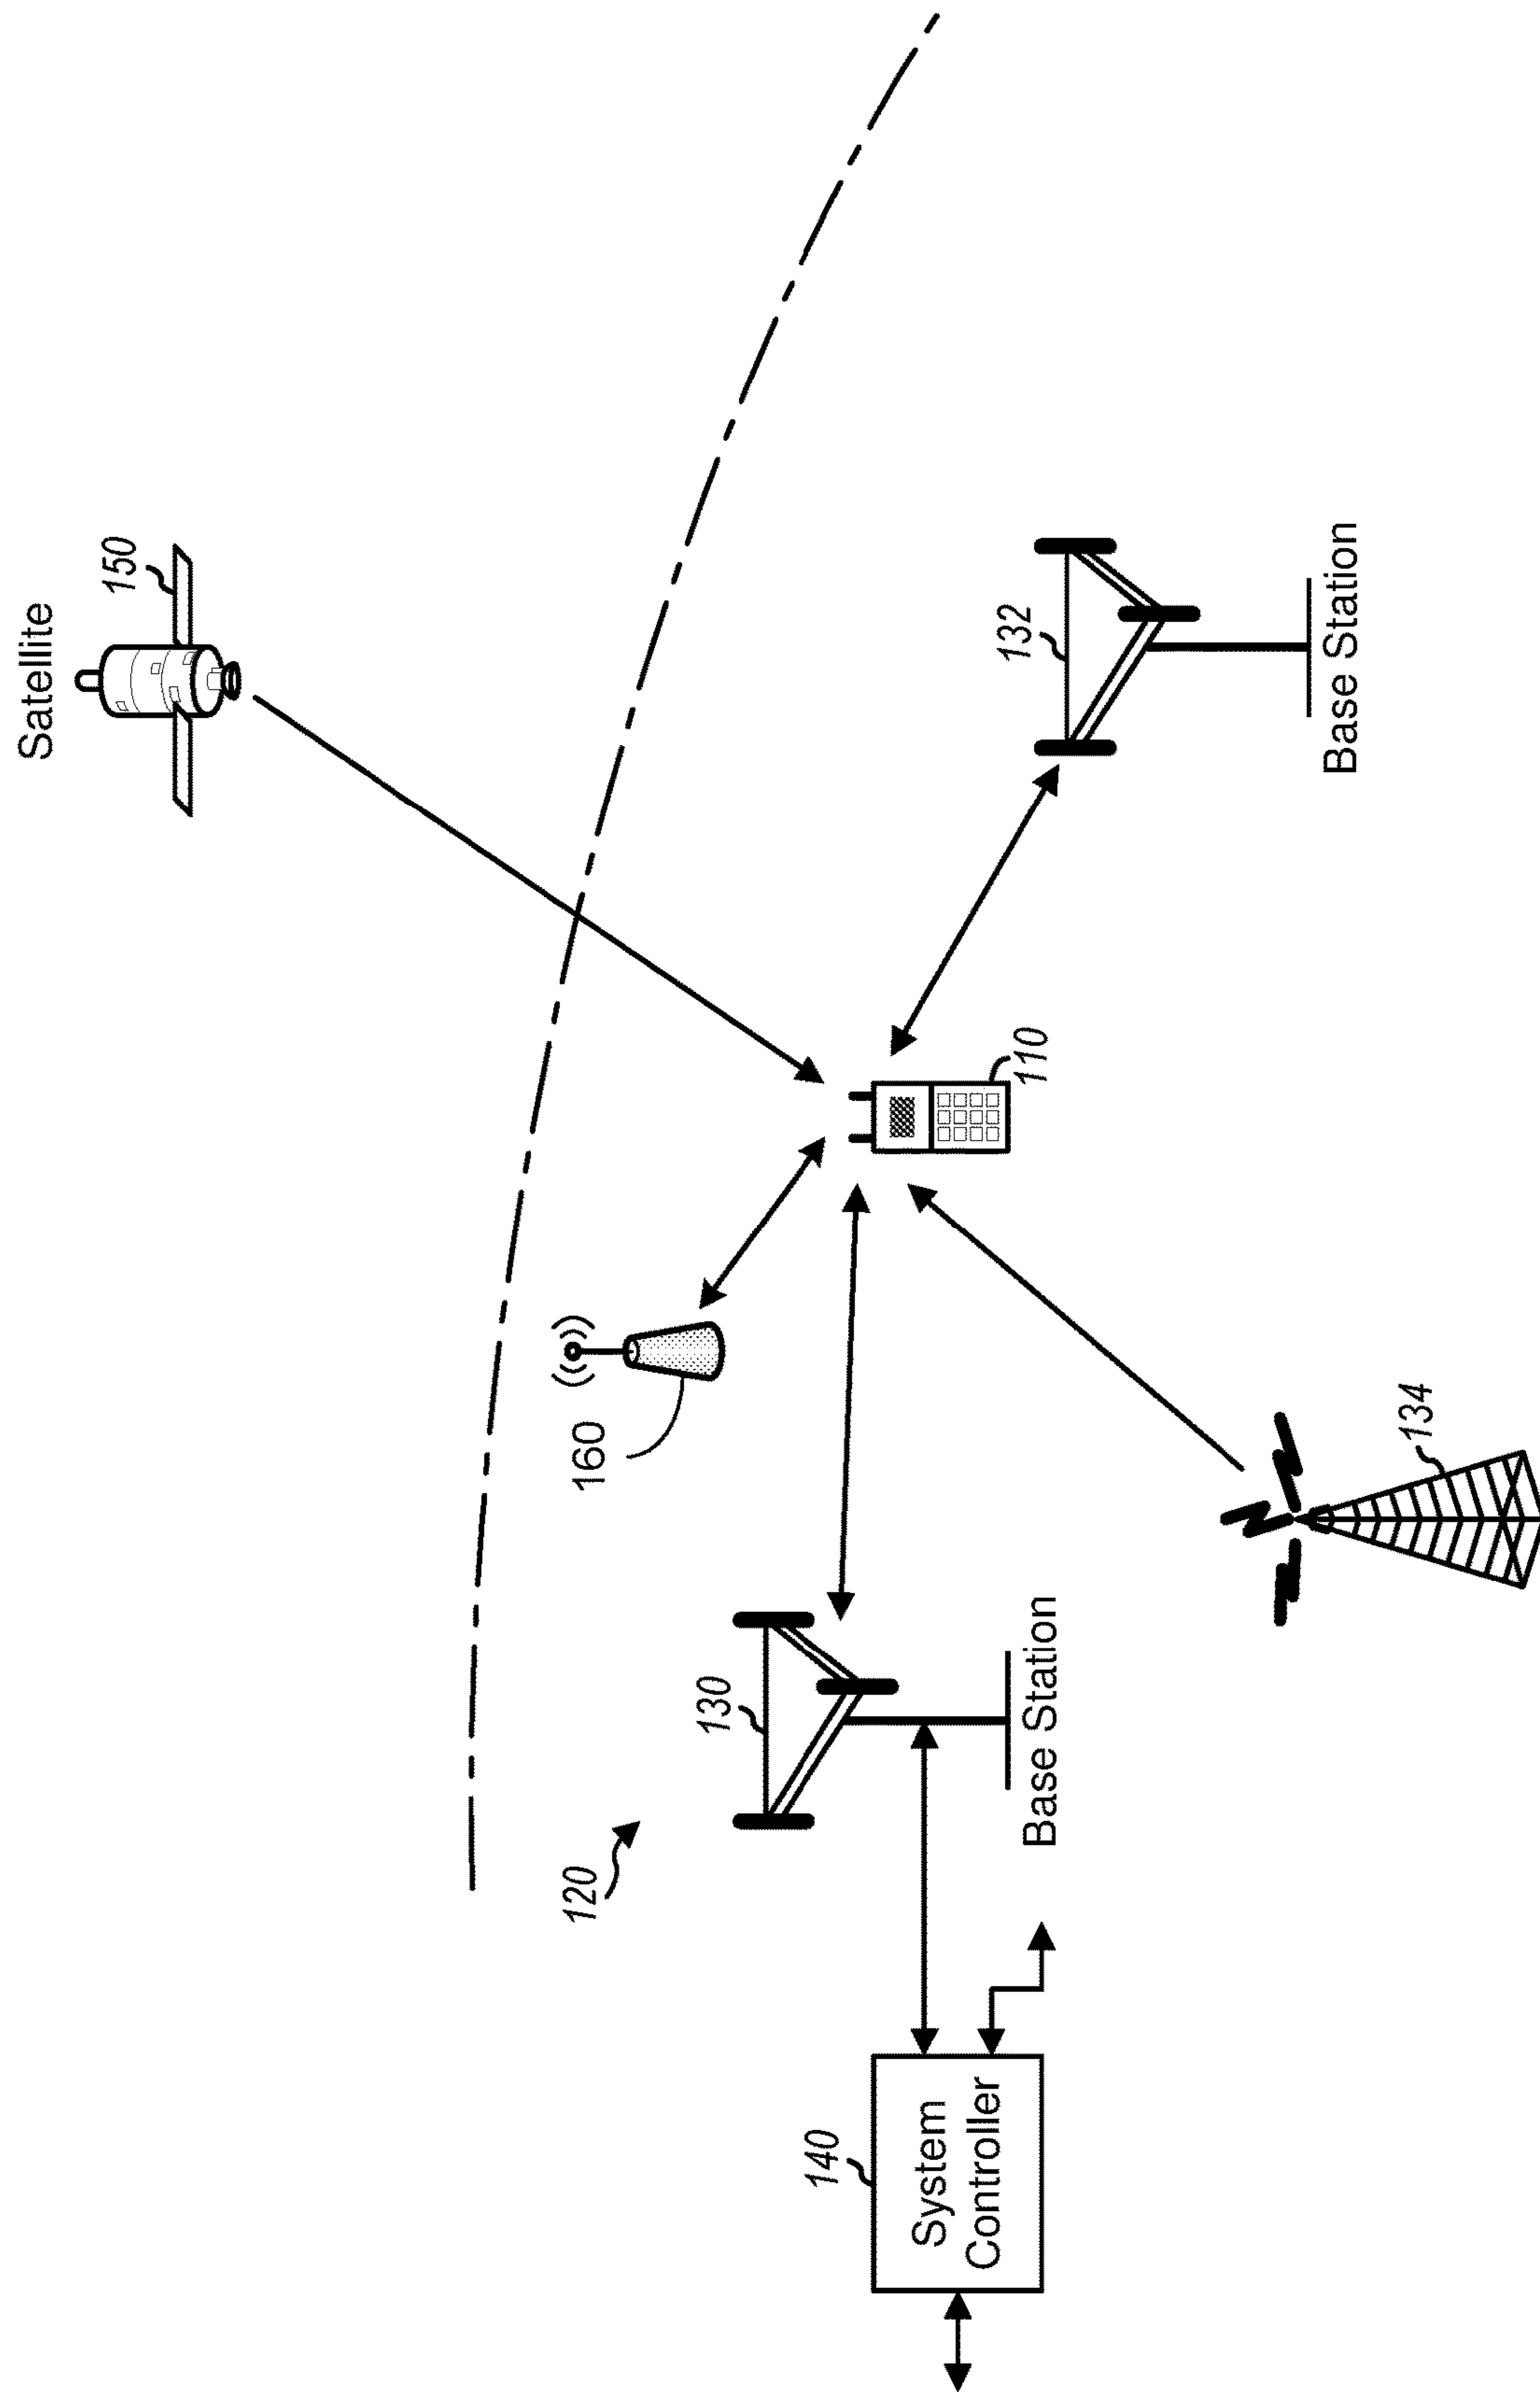 Satellite
150
160
120
130
132
110
140
System
Controller
Base Station
Base Station
134